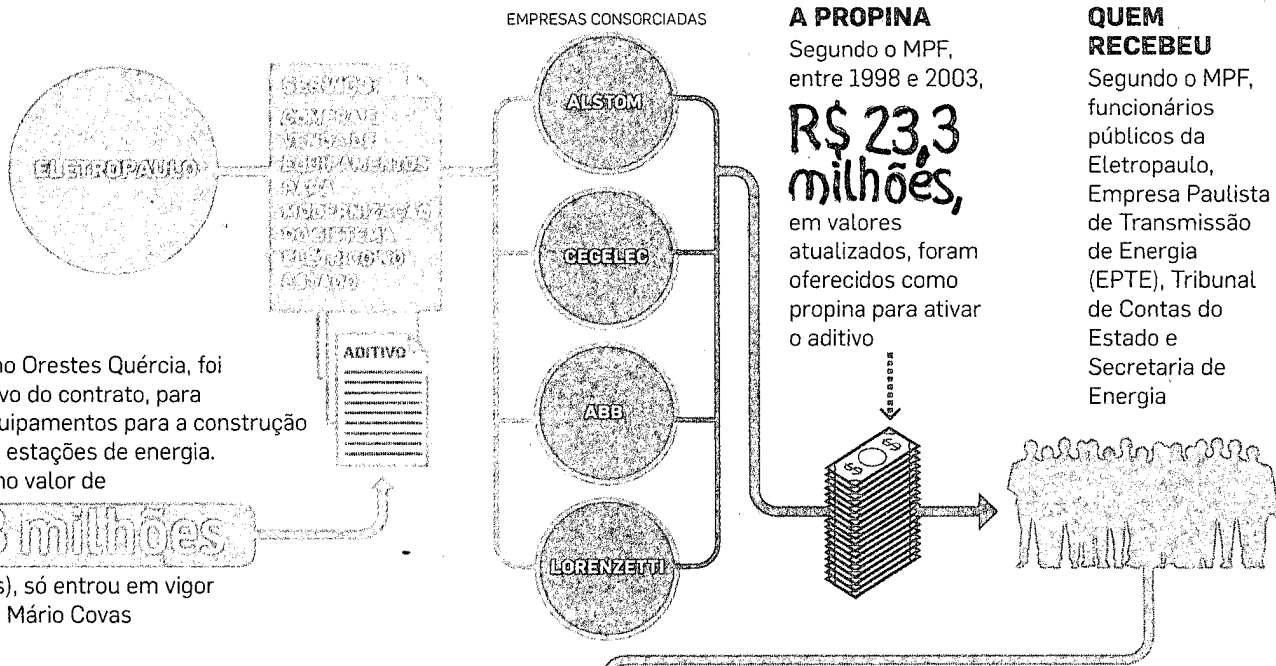 EMPRESAS CONSORCIADAS
ELETROPAULO
SERVIÇO:
COMPRA E
VENDA DE
EQUIPAMENTOS
PARA
MODERNIZAÇÃO
DO SISTEMA
ELÉTRICO NO
ESTADO
ADITIVO
ALSTOM
CEGELEC
ABB
LORENZETTI
no Orestes Quércia, foi
vo do contrato, para
uipamentos para a construção
estações de energia.
no valor de
milhões
s), só entrou em vigor
Mário Covas
A PROPINA
Segundo o MPF,
entre 1998 e 2003,
R$ 23,3
milhões,
em valores
atualizados, foram
oferecidos como
propina para ativar
o aditivo
QUEM
RECEBEU
Segundo o MPF,
funcionários
públicos da
Eletropaulo,
Empresa Paulista
de Transmissão
de Energia
(EPTE), Tribunal
de Contas do
Estado e
Secretaria de
Energia